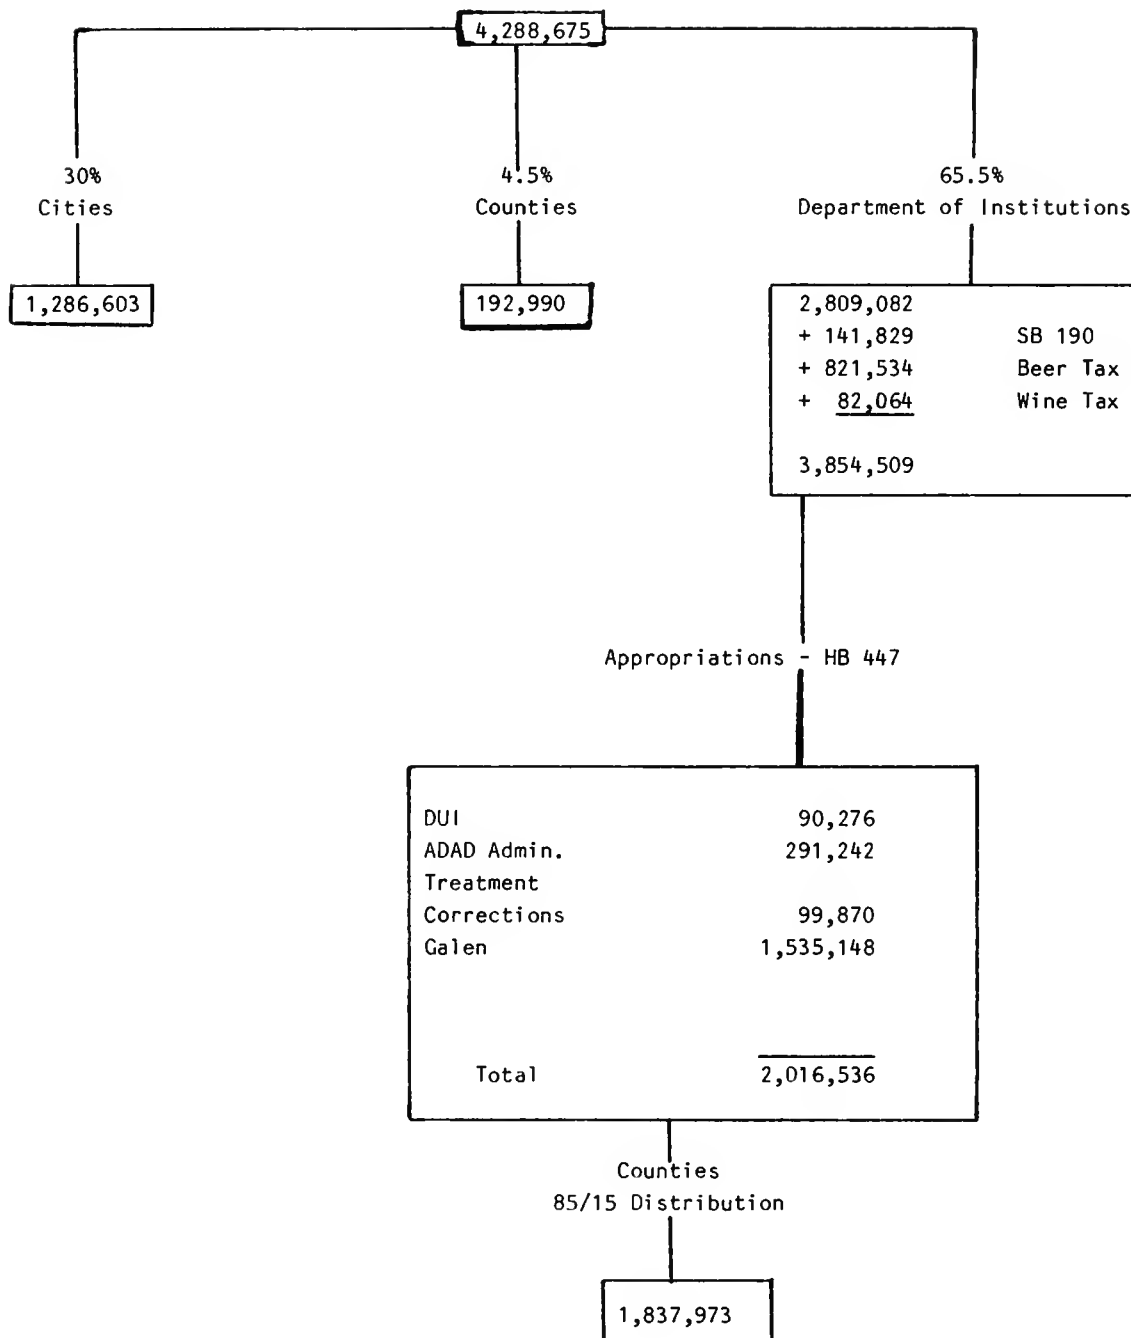 4,288,675
30%
Cities
4.5%
Counties
65.5%
Department of Institutions
1,286,603
192,990
2,809,082
+ 141,829 SB 190
+ 821,534 Beer Tax
+ 82,064 Wine Tax
3,854,509
Appropriations - HB 447
DUI 90,276
ADAD Admin. 291,242
Treatment
Corrections 99,870
Galen 1,535,148
Total 2,016,536
Counties
85/15 Distribution
1,837,973